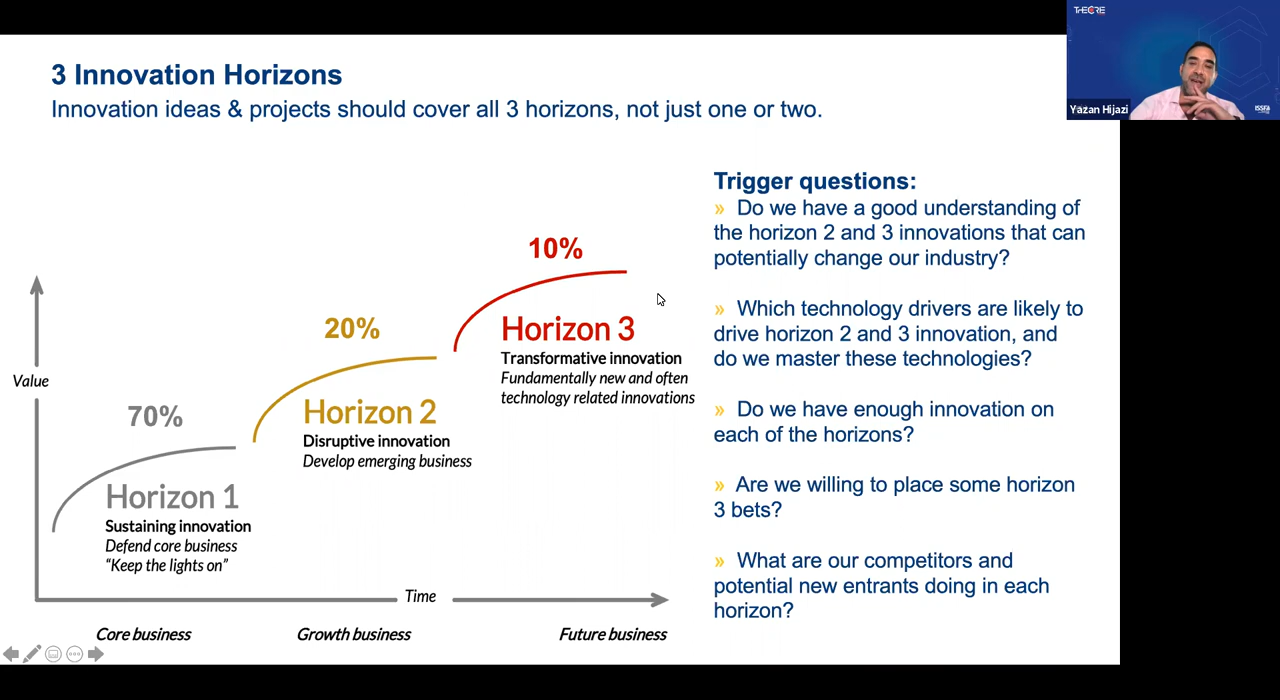 THECRE
Yazan Hijazi
ISSFA
3 Innovation Horizons
Innovation ideas & projects should cover all 3 horizons, not just one or two.
Value
70%
Horizon 1
Sustaining innovation
Defend core business
“Keep the lights on”
20%
Horizon 2
Disruptive innovation
Develop emerging business
10%
Horizon 3
Transformative innovation
Fundamentally new and often
technology related innovations
Time
Core business
Growth business
Future business
Trigger questions:
» Do we have a good understanding of
the horizon 2 and 3 innovations that can
potentially change our industry?
» Which technology drivers are likely to
drive horizon 2 and 3 innovation, and
do we master these technologies?
» Do we have enough innovation on
each of the horizons?
» Are we willing to place some horizon
3 bets?
» What are our competitors and
potential new entrants doing in each
horizon?